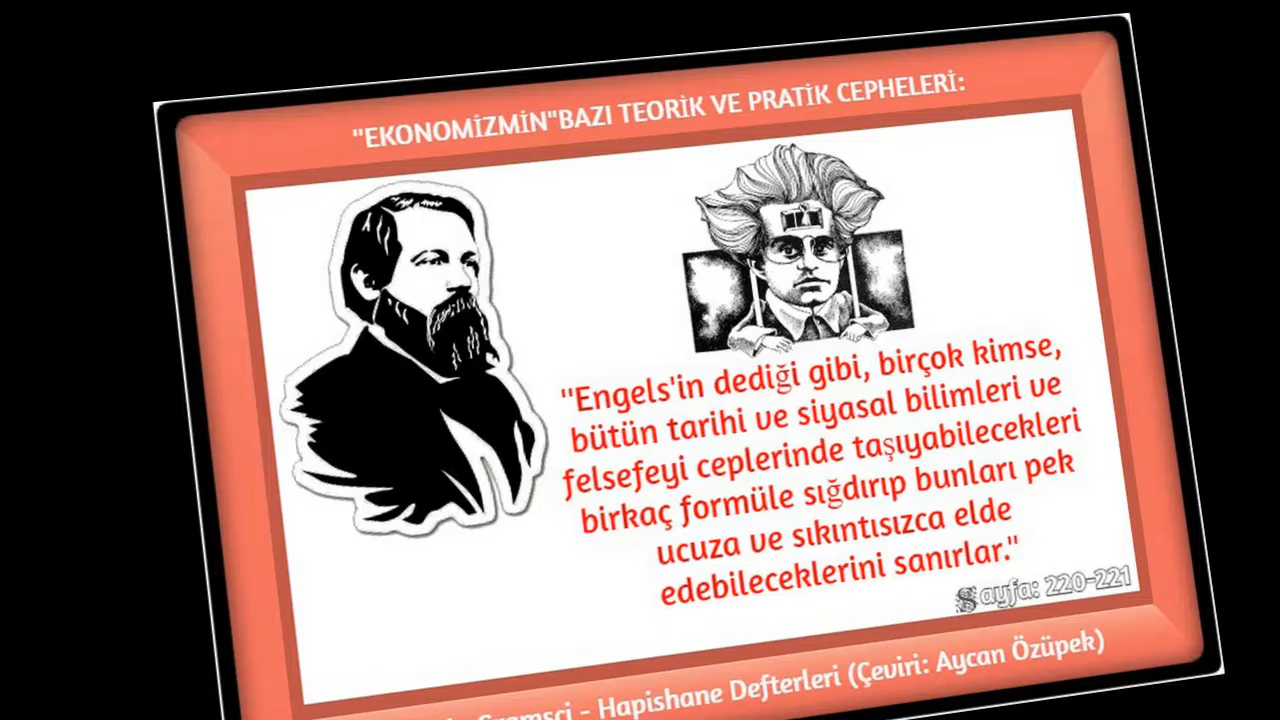 "EKONOMİZMİN"BAZI TEORİK VE PRATİK CEPHELERİ:
"Engels'in dediği gibi, birçok kimse,
bütün tarihi ve siyasal bilimleri ve
felsefeyi ceplerinde taşıyabilecekleri
birkaç formüle sığdırıp bunları pek
ucuza ve sıkıntısızca elde
edebileceklerini sanırlar."
Sayfa: 220-221
- Hapishane Defterleri (Çeviri: Aycan Özüpek)